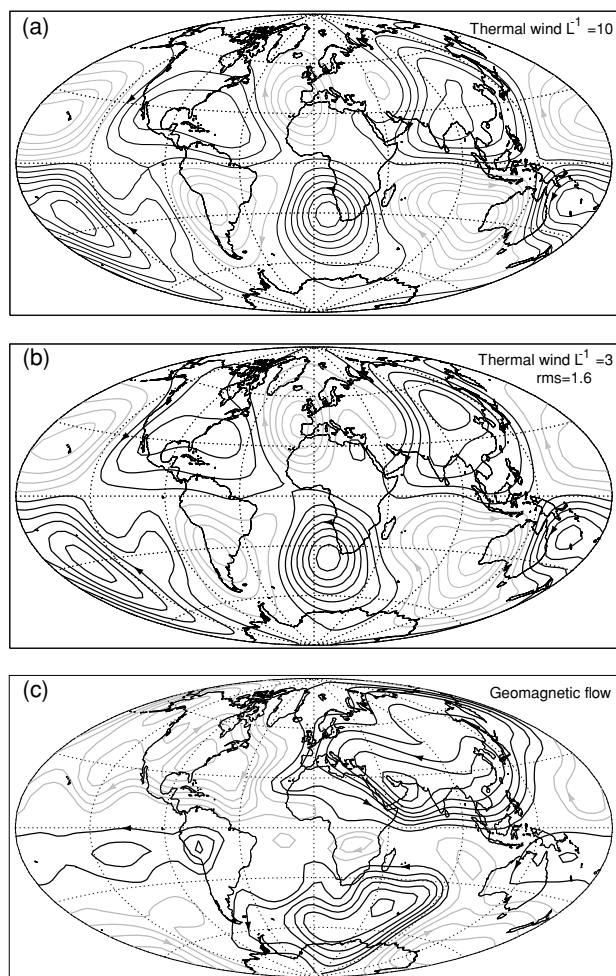 (a)
Thermal wind L⁻¹ =10
(b)
Thermal wind L⁻¹ =3
rms=1.6
(c)
Geomagnetic flow